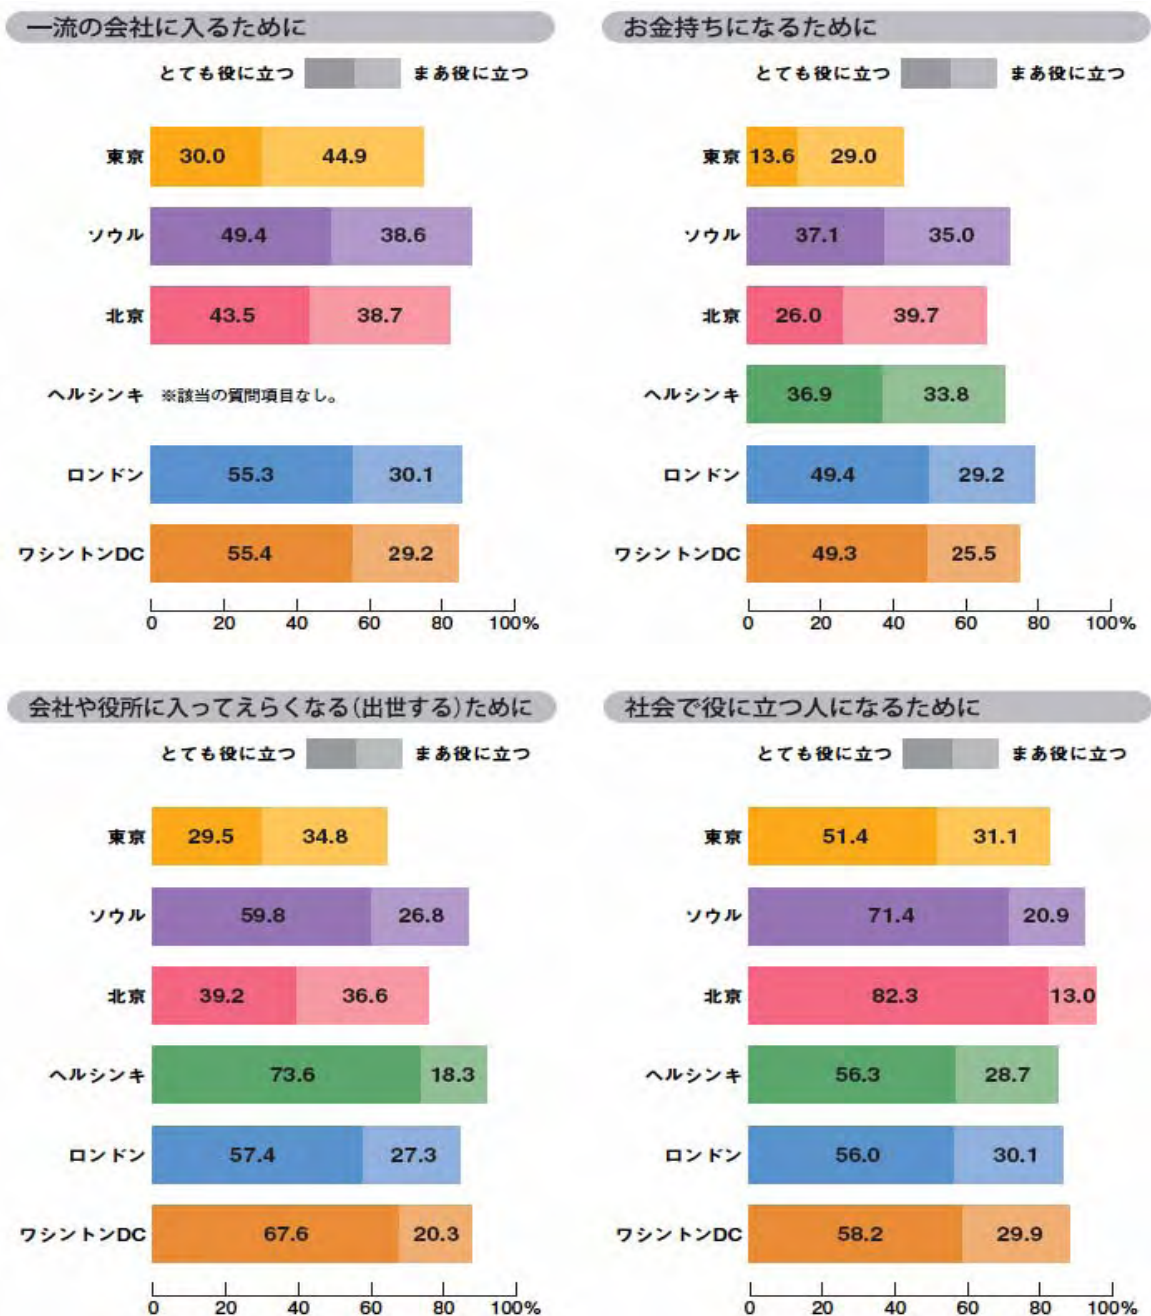 一流の会社に入るために
とても役に立つ まあ役に立つ
東京 30.0 44.9
ソウル 49.4 38.6
北京 43.5 38.7
ヘルシンキ ※該当の質問項目なし。
ロンドン 55.3 30.1
ワシントンDC 55.4 29.2
0 20 40 60 80 100%
お金持ちになるために
とても役に立つ まあ役に立つ
東京 13.6 29.0
ソウル 37.1 35.0
北京 26.0 39.7
ヘルシンキ 36.9 33.8
ロンドン 49.4 29.2
ワシントンDC 49.3 25.5
0 20 40 60 80 100%
会社や役所に入ってえらくなる(出世する)ために
とても役に立つ まあ役に立つ
東京 29.5 34.8
ソウル 59.8 26.8
北京 39.2 36.6
ヘルシンキ 73.6 18.3
ロンドン 57.4 27.3
ワシントンDC 67.6 20.3
0 20 40 60 80 100%
社会で役に立つ人になるために
とても役に立つ まあ役に立つ
東京 51.4 31.1
ソウル 71.4 20.9
北京 82.3 13.0
ヘルシンキ 56.3 28.7
ロンドン 56.0 30.1
ワシントンDC 58.2 29.9
0 20 40 60 80 100%